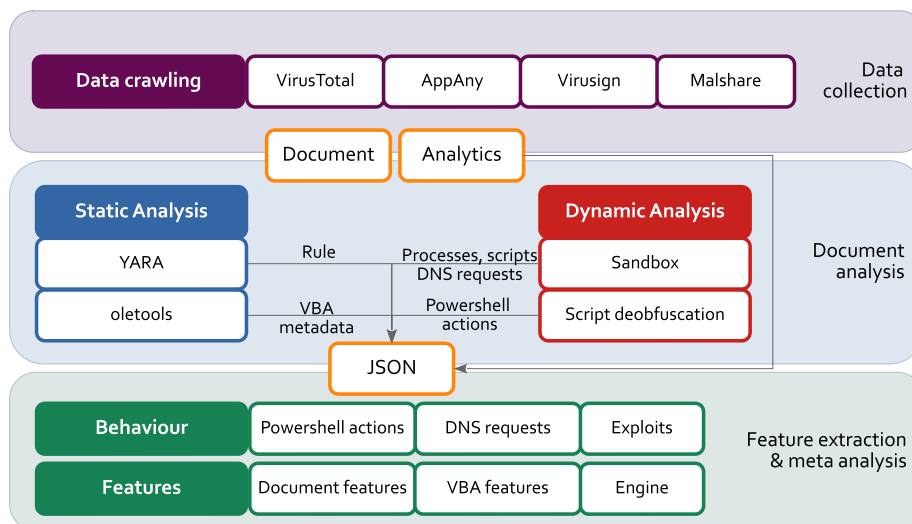 Data crawling
VirusTotal
AppAny
Virusign
Malshare
Data
collection
Document
Analytics
Static Analysis
Dynamic Analysis
YARA
Rule
Processes, scripts
DNS requests
Sandbox
Document
analysis
oletools
VBA
metadata
Powershell
actions
Script deobfuscation
JSON
Behaviour
Powershell actions
DNS requests
Exploits
Feature extraction
& meta analysis
Features
Document features
VBA features
Engine